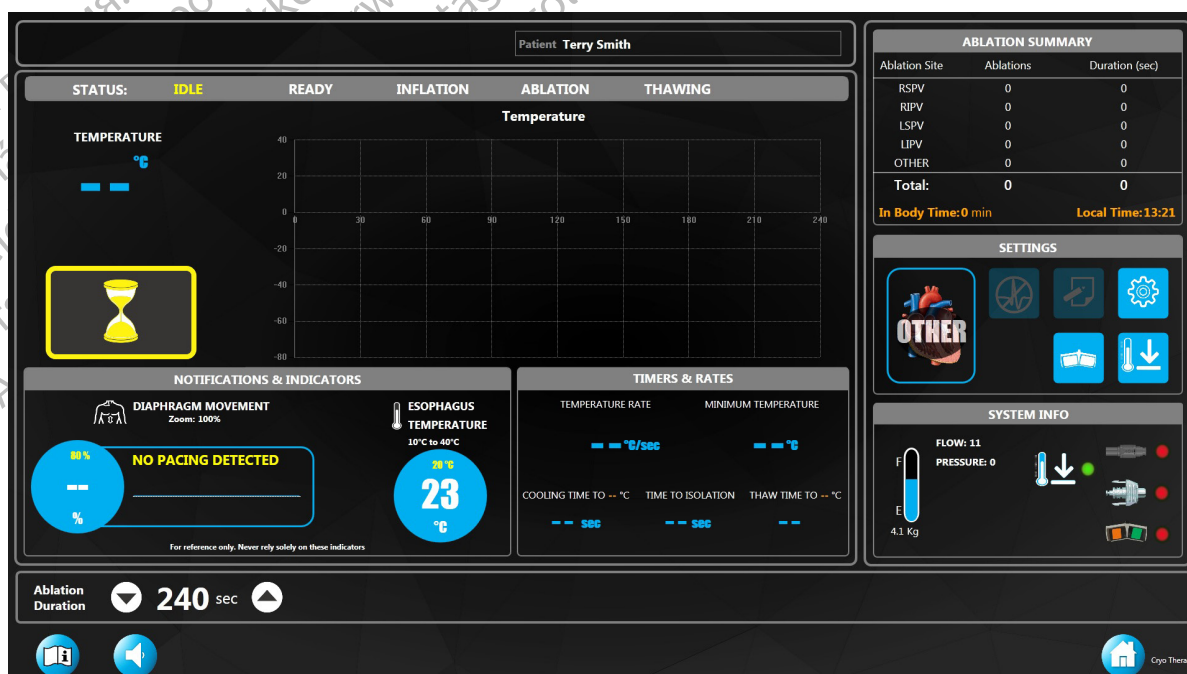 Patient Terry Smith
STATUS: IDLE READY INFLATION ABLATION THAWING
TEMPERATURE
°C
-- --
Temperature
40
20
0
0 30 60 90 120 150 180 210 240
-20
-40
-60
-80
NOTIFICATIONS & INDICATORS
DIAPHRAGM MOVEMENT
Zoom: 100%
80 %
--
%
NO PACING DETECTED
ESOPHAGUS
TEMPERATURE
10°C to 40°C
20 °C
23
°C
For reference only. Never rely solely on these indicators
TIMERS & RATES
TEMPERATURE RATE MINIMUM TEMPERATURE
-- °C/sec -- °C
COOLING TIME TO -- °C TIME TO ISOLATION THAW TIME TO -- °C
-- sec -- sec --
ABLATION SUMMARY
Ablation Site Ablations Duration (sec)
RSPV 0 0
RIPV 0 0
LSPV 0 0
LIPV 0 0
OTHER 0 0
Total: 0 0
In Body Time:0 min Local Time:13:21
SETTINGS
OTHER
SYSTEM INFO
FLOW: 11
PRESSURE: 0
F
E
4.1 Kg
Ablation
Duration
240 sec
i
Cryo Thera